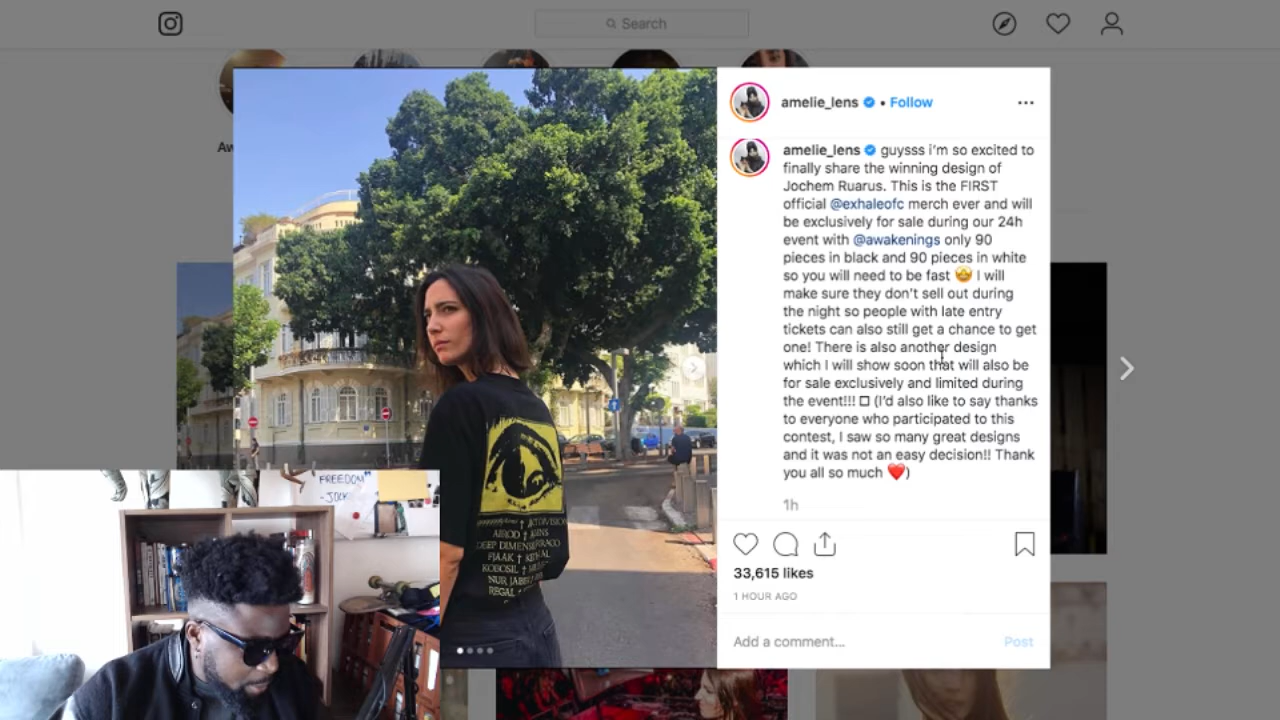 Search
Aw
amelie_lens • Follow
amelie_lens guysss i'm so excited to
finally share the winning design of
Jochem Ruarus. This is the FIRST
official @exhaleofc merch ever and will
be exclusively for sale during our 24h
event with @awakenings only 90
pieces in black and 90 pieces in white
so you will need to be fast 🤩 I will
make sure they don't sell out during
the night so people with late entry
tickets can also still get a chance to get
one! There is also another design
which I will show soon that will also be
for sale exclusively and limited during
the event!!! □ (I'd also like to say thanks
to everyone who participated to this
contest, I saw so many great designs
and it was not an easy decision!! Thank
you all so much ❤️)
1h
33,615 likes
1 HOUR AGO
Add a comment... Post
AIROD †
DEEP
FJAAK †
KOBOSIL †
NUR
REGAL †
FREEDOM"